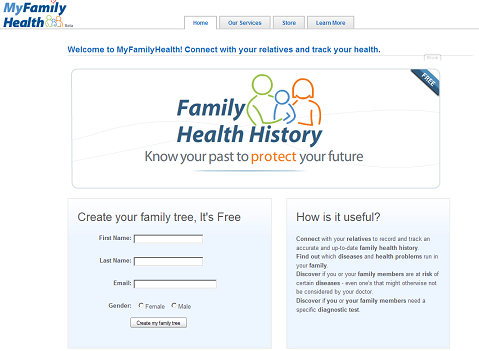 MyFamily
Health
Beta
Home
Our Services
Store
Learn More
Welcome to MyFamilyHealth! Connect with your relatives and track your health.
FREE
Family
Health History
Know your past to protect your future
Create your family tree, It's Free
First Name:
Last Name:
Email:
Gender: Female Male
Create my family tree
How is it useful?
Connect with your relatives to record and track an
accurate and up-to-date family health history.
Find out which diseases and health problems run in
your family.
Discover if you or your family members are at risk of
certain diseases - even one's that might otherwise not
be considered by your doctor.
Discover if you or your family members need a
specific diagnostic test.